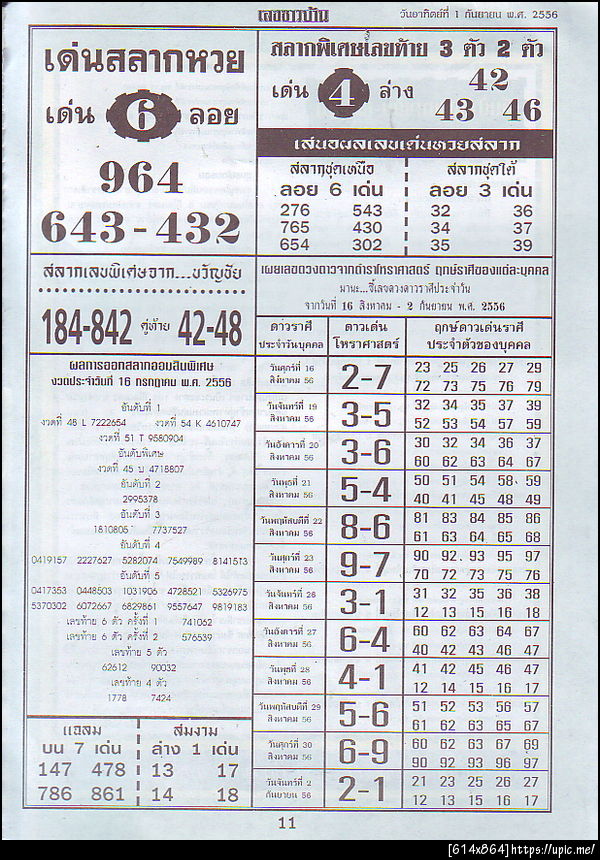 เลขชาวบ้าน
วันอาทิตย์ที่ 1 กันยายน พ.ศ. 2556
เด่นสลากหวย
เด่น 6 ลอย
964
643-432
สลากพิเศษเลขท้าย 3 ตัว 2 ตัว
เด่น 4 ล่าง
42
43 46
เสนอผลเลขเด่นหวยสลาก
สลากชุดเหนือ
ลอย 6 เด่น
276 543
765 430
654 302
สลากชุดใต้
ลอย 3 เด่น
32 36
34 37
35 39
สลากเลขพิเศษจาก...ขวัญชัย
184-842 คู่ท้าย 42-48
ผลการออกสลากออมสินพิเศษ
งวดประจำวันที่ 16 กรกฎาคม พ.ศ. 2556
อันดับที่ 1
งวดที่ 48 L 7222654 งวดที่ 54 K 4510747
งวดที่ 51 T 9580904
อันดับพิเศษ
งวดที่ 45 บ 4718807
อันดับที่ 2
2995378
อันดับที่ 3
1810805 7737527
อันดับที่ 4
0419157 2227627 5282074 7549989 8141513
อันดับที่ 5
0417353 0448503 1031906 4728521 5326975
5370302 6072667 6829861 9557647 9819183
เลขท้าย 6 ตัว ครั้งที่ 1 741062
เลขท้าย 6 ตัว ครั้งที่ 2 576539
เลขท้าย 5 ตัว
62612 90032
เลขท้าย 4 ตัว
1778 7424
แฉลม
บน 7 เด่น
147 478
786 861
สมงาม
ล่าง 1 เด่น
13 17
14 18
เผยเลขดวงดาวจากตำราโหราศาสตร์ ฤกษ์ราศีของแต่ละบุคคล
มานะ...ชี้เลขดวงดาวราศีประจำวัน
จากวันที่ 16 สิงหาคม - 2 กันยายน พ.ศ. 2556
ดาวราศี
ประจำวันบุคคล
ดาวเด่น
โหราศาสตร์
ฤกษ์ดาวเด่นราศี
ประจำตัวของบุคคล
วันศุกร์ที่ 16
สิงหาคม 56
2-7
23 25 26 27 29
72 73 75 76 79
วันจันทร์ที่ 19
สิงหาคม 56
3-5
32 34 35 37 39
52 53 54 57 59
วันอังคารที่ 20
สิงหาคม 56
3-6
30 32 34 36 37
60 62 63 64 67
วันพุธที่ 21
สิงหาคม 56
5-4
50 51 54 58 59
40 41 45 48 49
วันพฤหัสบดีที่ 22
สิงหาคม 56
8-6
81 83 84 85 86
61 63 64 65 68
วันศุกร์ที่ 23
สิงหาคม 56
9-7
90 92 93 95 97
70 72 73 75 76
วันจันทร์ที่ 26
สิงหาคม 56
3-1
31 32 35 36 38
12 13 15 16 18
วันอังคารที่ 27
สิงหาคม 56
6-4
60 62 63 64 67
40 42 43 46 47
วันพุธที่ 28
สิงหาคม 56
4-1
41 42 45 46 47
12 14 15 16 17
วันพฤหัสบดีที่ 29
สิงหาคม 56
5-6
51 52 53 56 57
61 62 63 65 67
วันศุกร์ที่ 30
สิงหาคม 56
6-9
60 62 63 67 69
90 92 93 96 97
วันจันทร์ที่ 2
กันยายน 56
2-1
21 23 25 26 27
12 13 15 16 17
11
[614x864]https://upic.me/